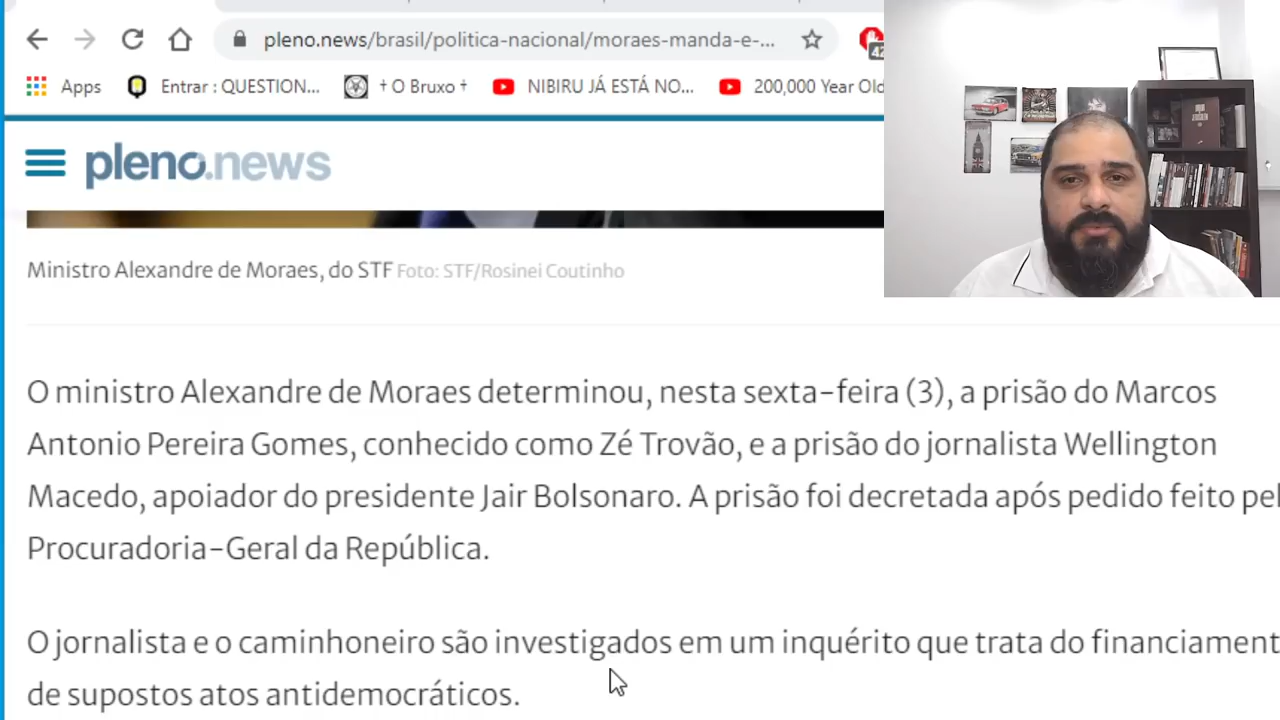 pleno.news/brasil/politica-nacional/moraes-manda-e-...
42
Apps
Entrar : QUESTION...
† O Bruxo †
NIBIRU JÁ ESTÁ NO...
200,000 Year Old
pleno.news
Ministro Alexandre de Moraes, do STF Foto: STF/Rosinei Coutinho
O ministro Alexandre de Moraes determinou, nesta sexta-feira (3), a prisão do Marcos
Antonio Pereira Gomes, conhecido como Zé Trovão, e a prisão do jornalista Wellington
Macedo, apoiador do presidente Jair Bolsonaro. A prisão foi decretada após pedido feito pel
Procuradoria-Geral da República.
O jornalista e o caminhoneiro são investigados em um inquérito que trata do financiament
de supostos atos antidemocráticos.